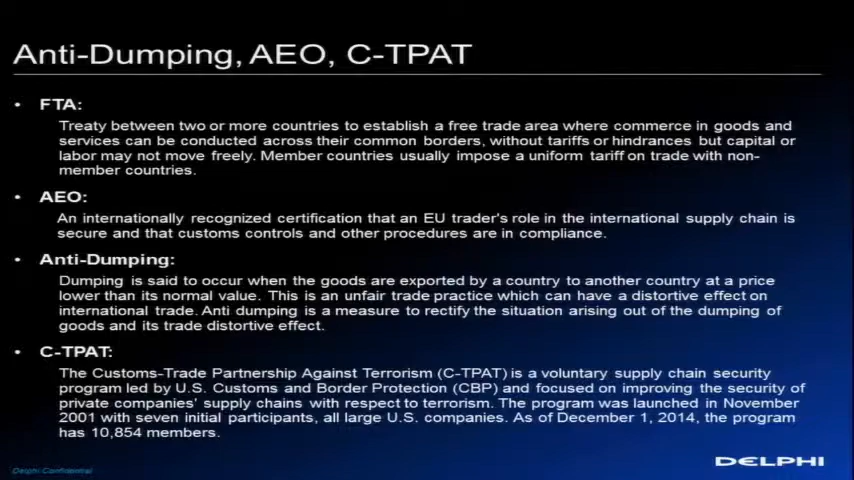 Anti-Dumping, AEO, C-TPAT
• FTA:
Treaty between two or more countries to establish a free trade area where commerce in goods and
services can be conducted across their common borders, without tariffs or hindrances but capital or
labor may not move freely. Member countries usually impose a uniform tariff on trade with non-
member countries.
• AEO:
An internationally recognized certification that an EU trader's role in the international supply chain is
secure and that customs controls and other procedures are in compliance.
• Anti-Dumping:
Dumping is said to occur when the goods are exported by a country to another country at a price
lower than its normal value. This is an unfair trade practice which can have a distortive effect on
international trade. Anti dumping is a measure to rectify the situation arising out of the dumping of
goods and its trade distortive effect.
• C-TPAT:
The Customs-Trade Partnership Against Terrorism (C-TPAT) is a voluntary supply chain security
program led by U.S. Customs and Border Protection (CBP) and focused on improving the security of
private companies' supply chains with respect to terrorism. The program was launched in November
2001 with seven initial participants, all large U.S. companies. As of December 1, 2014, the program
has 10,854 members.
Delphi Confidential
DELPHI